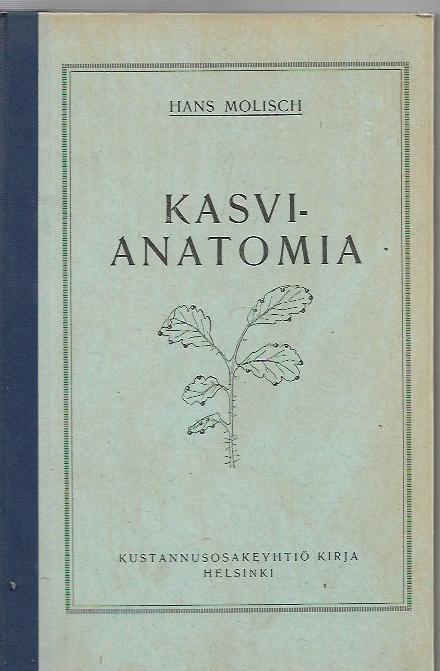 HANS MOLISCH
KASVI-
ANATOMIA
KUSTANNUSOSAKEYHTIÖ KIRJA
HELSINKI